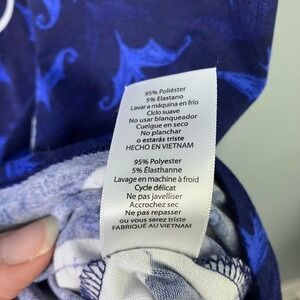 95% Poliéster
5% Elastano
Lavar a máquina en frío
Ciclo suave
No usar blanqueador
Cuelgue en seco
No planchar
o estarás triste
HECHO EN VIETNAM
95% Polyester
5% Élasthanne
Lavage en machine à froid
Cycle délicat
Ne pas javelliser
Accrochez sec
Ne pas repasser
ou vous serez triste
FABRIQUÉ AU VIETNAM